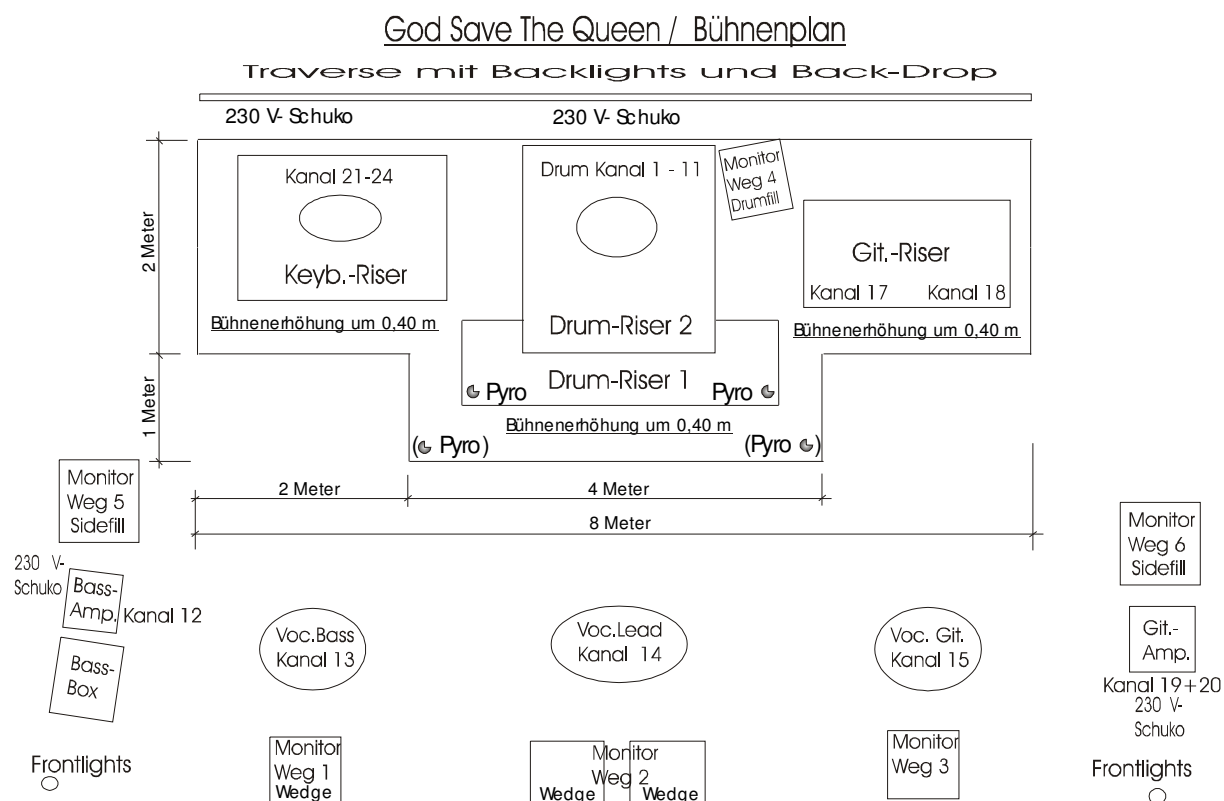 God Save The Queen / Bühnenplan
Traverse mit Backlights und Back-Drop
230 V- Schuko
230 V- Schuko
Kanal 21-24
Keyb.-Riser
Bühnenerhöhung um 0,40 m
Drum Kanal 1 - 11
Drum-Riser 2
Drum-Riser 1
Pyro
Pyro
Bühnenerhöhung um 0,40 m
(Pyro)
(Pyro)
Monitor
Weg 4
Drumfill
Git.-Riser
Kanal 17
Kanal 18
Bühnenerhöhung um 0,40 m
2 Meter
1 Meter
2 Meter
4 Meter
8 Meter
Monitor
Weg 5
Sidefill
230 V-
Schuko
Bass-
Amp.
Kanal 12
Bass-
Box
Frontlights
Voc.Bass
Kanal 13
Voc.Lead
Kanal 14
Voc. Git.
Kanal 15
Monitor
Weg 6
Sidefill
Git.-
Amp.
Kanal 19+20
230 V-
Schuko
Frontlights
Monitor
Weg 1
Wedge
Monitor
Weg 2
Wedge
Wedge
Monitor
Weg 3